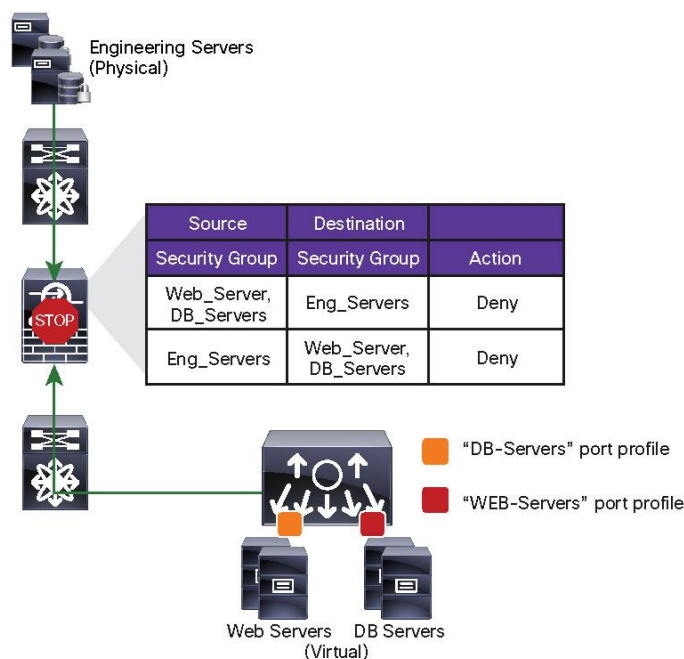 Engineering Servers
(Physical)
Source Destination
Security Group Security Group Action
Web_Server,
DB_Servers Eng_Servers Deny
Eng_Servers Web_Server,
DB_Servers Deny
STOP
"DB-Servers" port profile
"WEB-Servers" port profile
Web Servers DB Servers
(Virtual)